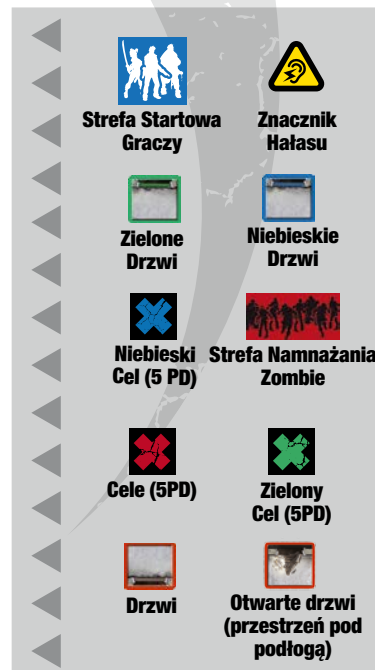 Strefa Startowa
Graczy
Znacznik
Hałasu
Zielone
Drzwi
Niebieskie
Drzwi
Niebieski
Cel (5 PD)
Strefa Namnażania
Zombie
Cele (5PD)
Zielony
Cel (5PD)
Drzwi
Otwarte drzwi
(przestrzeń pod
podłogą)